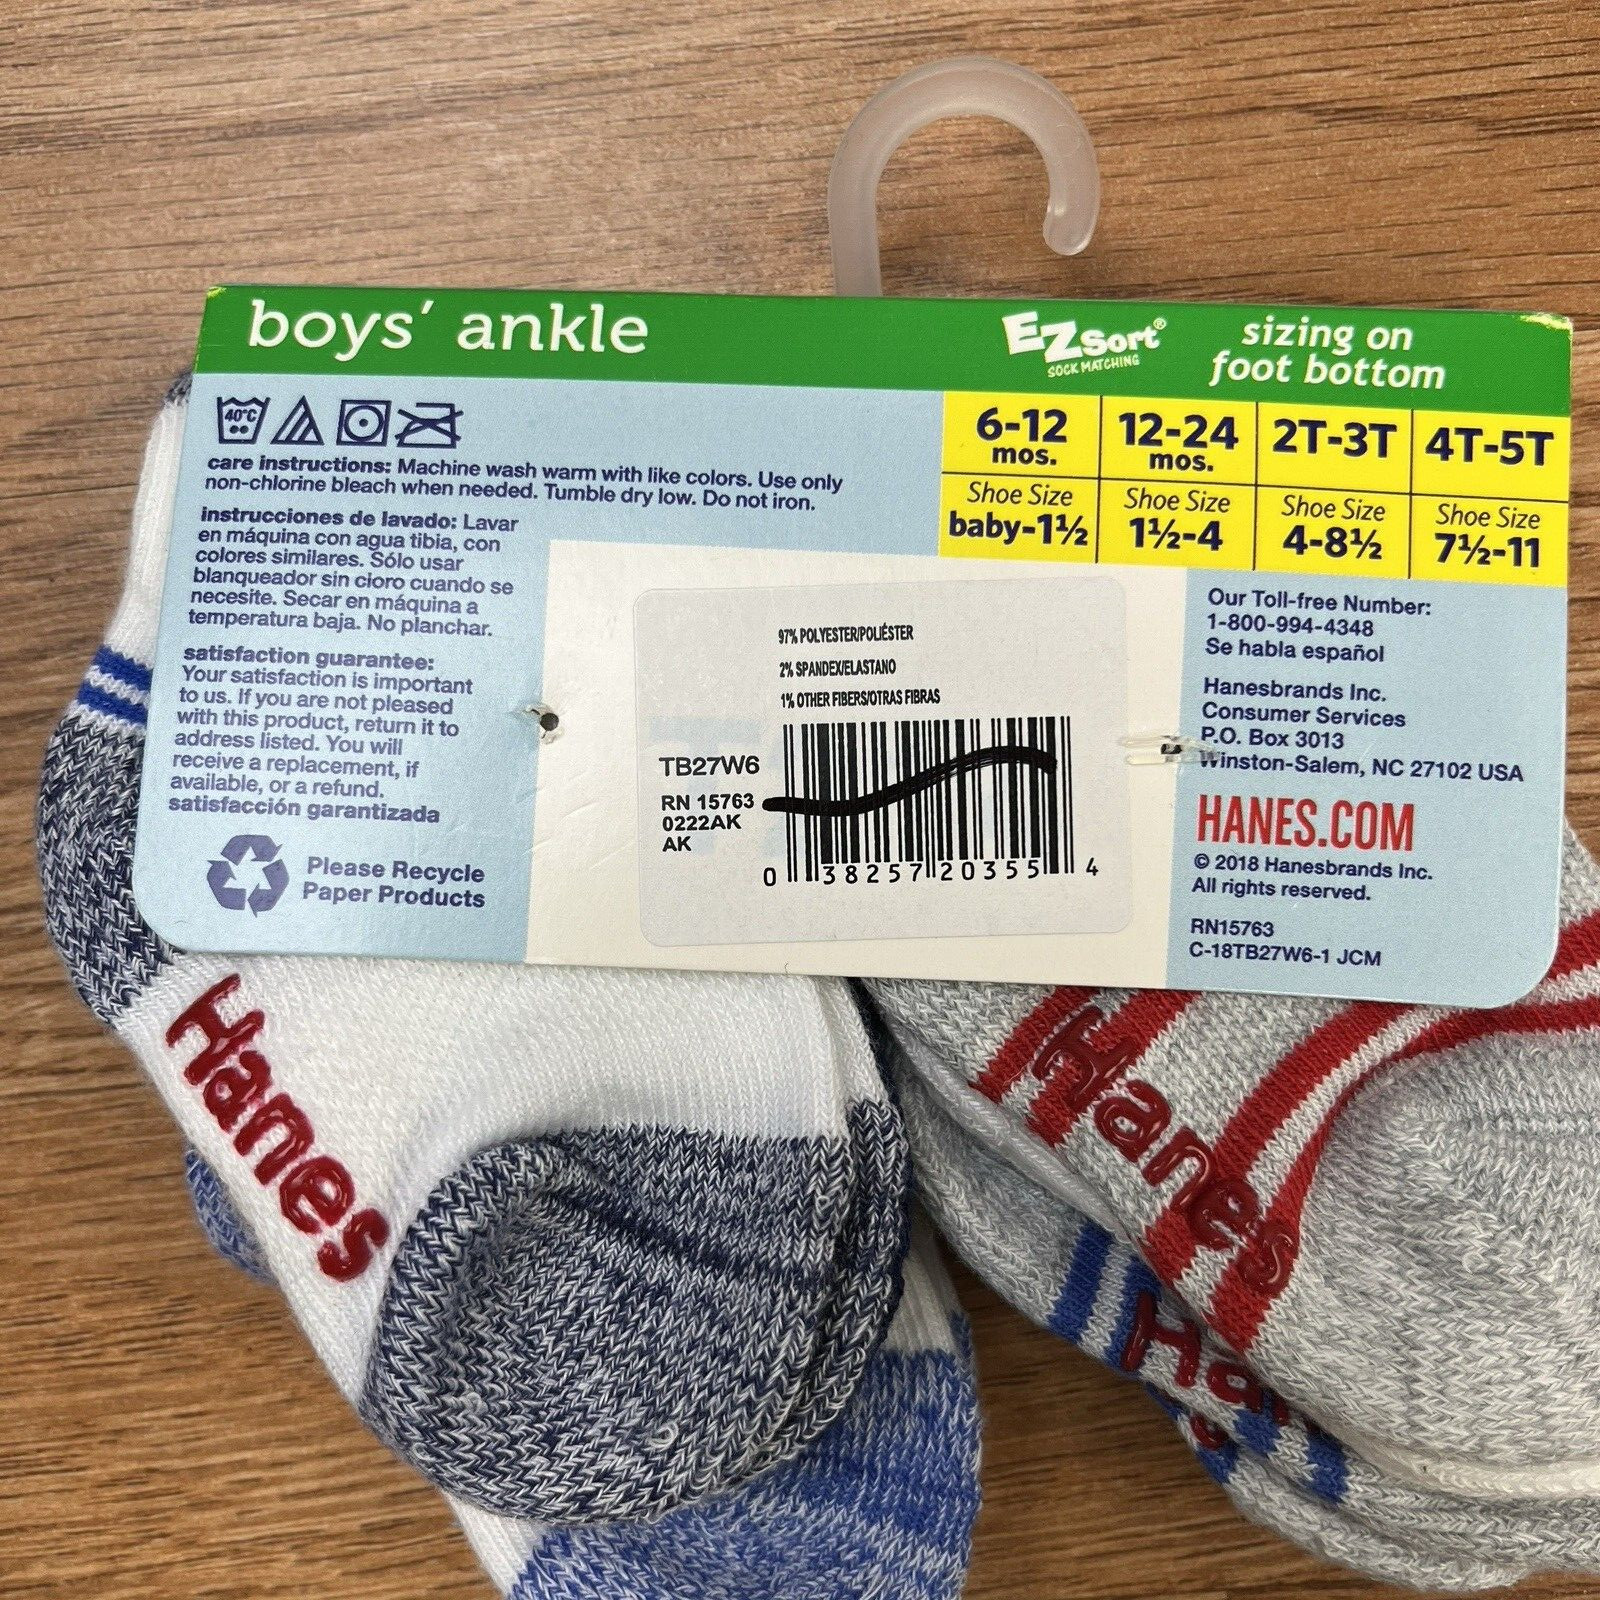 boys' ankle
EZ Sort®
SOCK MATCHING
sizing on
foot bottom
40°C
care instructions: Machine wash warm with like colors. Use only
non-chlorine bleach when needed. Tumble dry low. Do not iron.
instrucciones de lavado: Lavar
en máquina con agua tibia, con
colores similares. Sólo usar
blanqueador sin cloro cuando se
necesite. Secar en máquina a
temperatura baja. No planchar.
satisfaction guarantee:
Your satisfaction is important
to us. If you are not pleased
with this product, return it to
address listed. You will
receive a replacement, if
available, or a refund.
satisfacción garantizada
Please Recycle
Paper Products
6-12
mos.
Shoe Size
baby-1½
12-24
mos.
Shoe Size
1½-4
2T-3T
Shoe Size
4-8½
4T-5T
Shoe Size
7½-11
97% POLYESTER/POLIÉSTER
2% SPANDEX/ELASTANO
1% OTHER FIBERS/OTRAS FIBRAS
TB27W6
RN 15763
0222AK
AK
0 38257 20355 4
Our Toll-free Number:
1-800-994-4348
Se habla español
Hanesbrands Inc.
Consumer Services
P.O. Box 3013
Winston-Salem, NC 27102 USA
HANES.COM
© 2018 Hanesbrands Inc.
All rights reserved.
RN15763
C-18TB27W6-1 JCM
Hanes
Hanes
Han